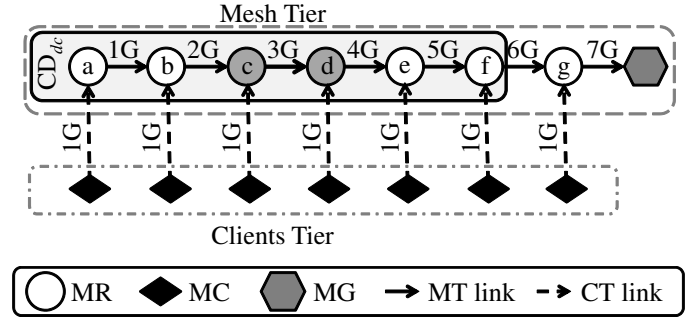 Mesh Tier
CD_dc
1G 2G 3G 4G 5G 6G 7G
a b c d e f g
1G 1G 1G 1G 1G 1G 1G
Clients Tier
MR MC MG MT link CT link